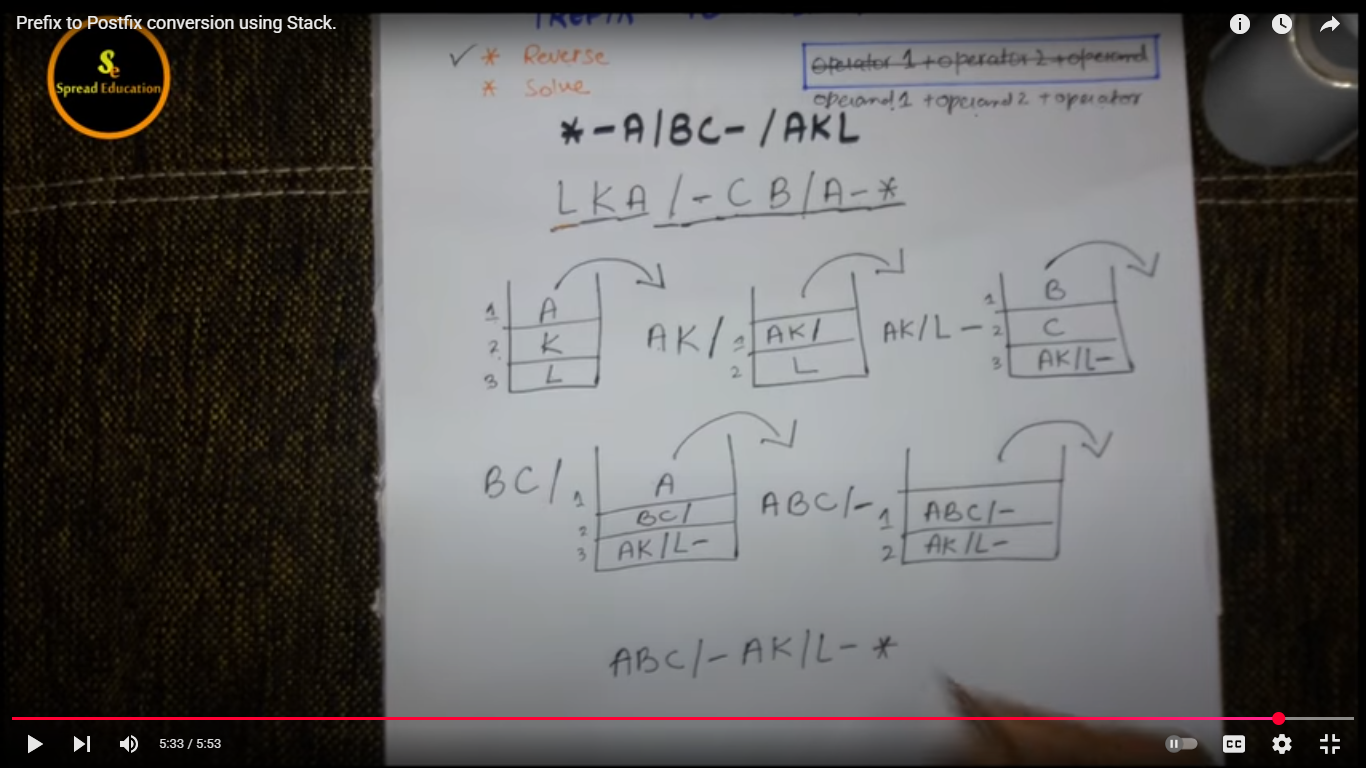 Prefix to Postfix conversion using Stack.
Se
Spread Education
✓ * Reverse
* Solve
operator 1 + operator 2 + operand
operand 1 + operand 2 + operator
*-A/BC-/AKL
LKA/-CB/A-*
1 A
2 K
3 L
AK/
1 AK/
2 L
AK/L-
1 B
2 C
3 AK/L-
BC/
1 A
2 BC/
3 AK/L-
ABC/-
1 ABC/-
2 AK/L-
ABC/-AK/L-*
5:33 / 5:53
CC